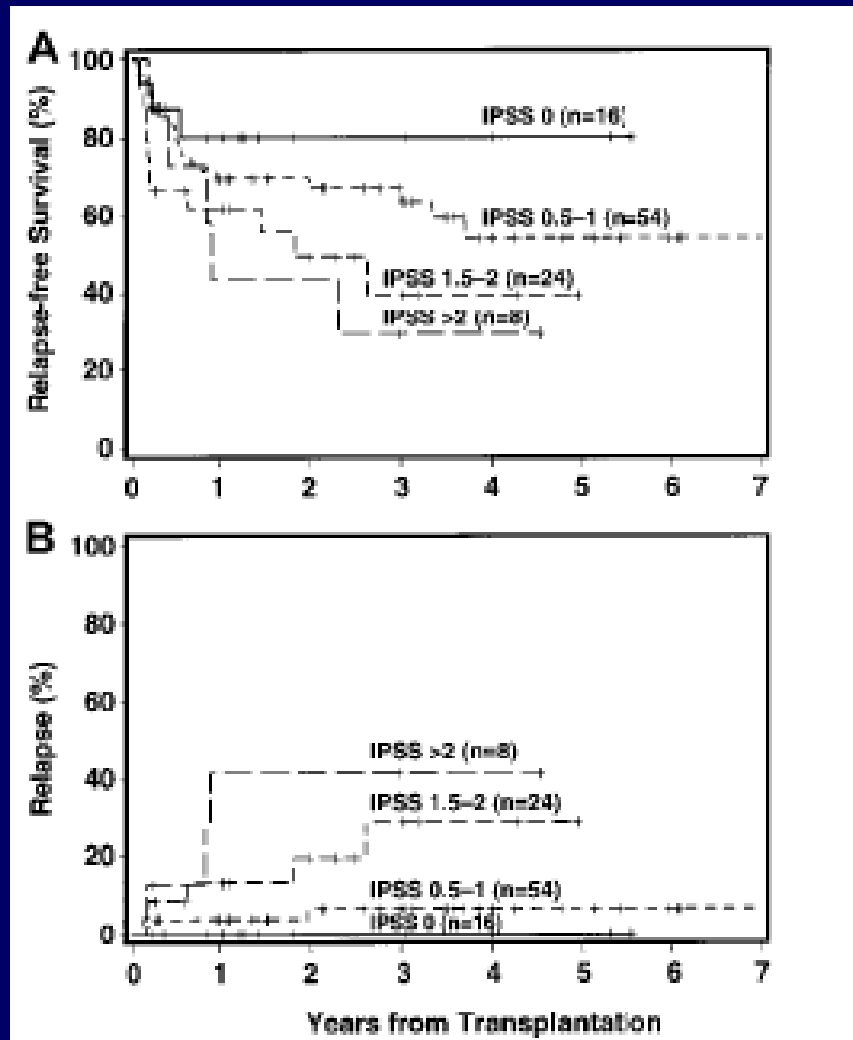 A
100
80
60
40
20
0
Relapse-free Survival (%)
IPSS 0 (n=16)
IPSS 0.5–1 (n=54)
IPSS 1.5–2 (n=24)
IPSS >2 (n=8)
0 1 2 3 4 5 6 7
B
100
80
60
40
20
0
Relapse (%)
IPSS >2 (n=8)
IPSS 1.5–2 (n=24)
IPSS 0.5–1 (n=54)
IPSS 0 (n=16)
0 1 2 3 4 5 6 7
Years from Transplantation